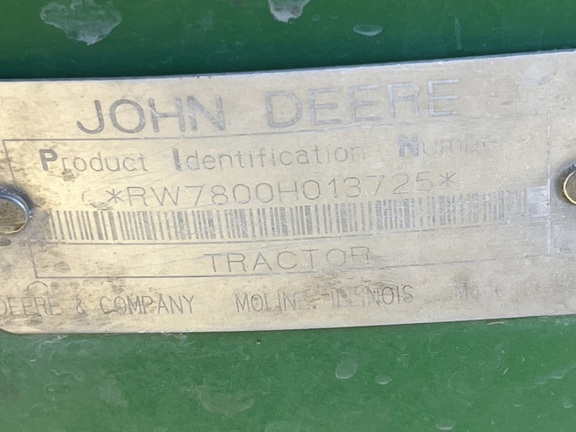 JOHN DEERE
Product Identification Number
*RW7800H013725*
TRACTOR
DEERE & COMPANY MOLINE ILLINOIS